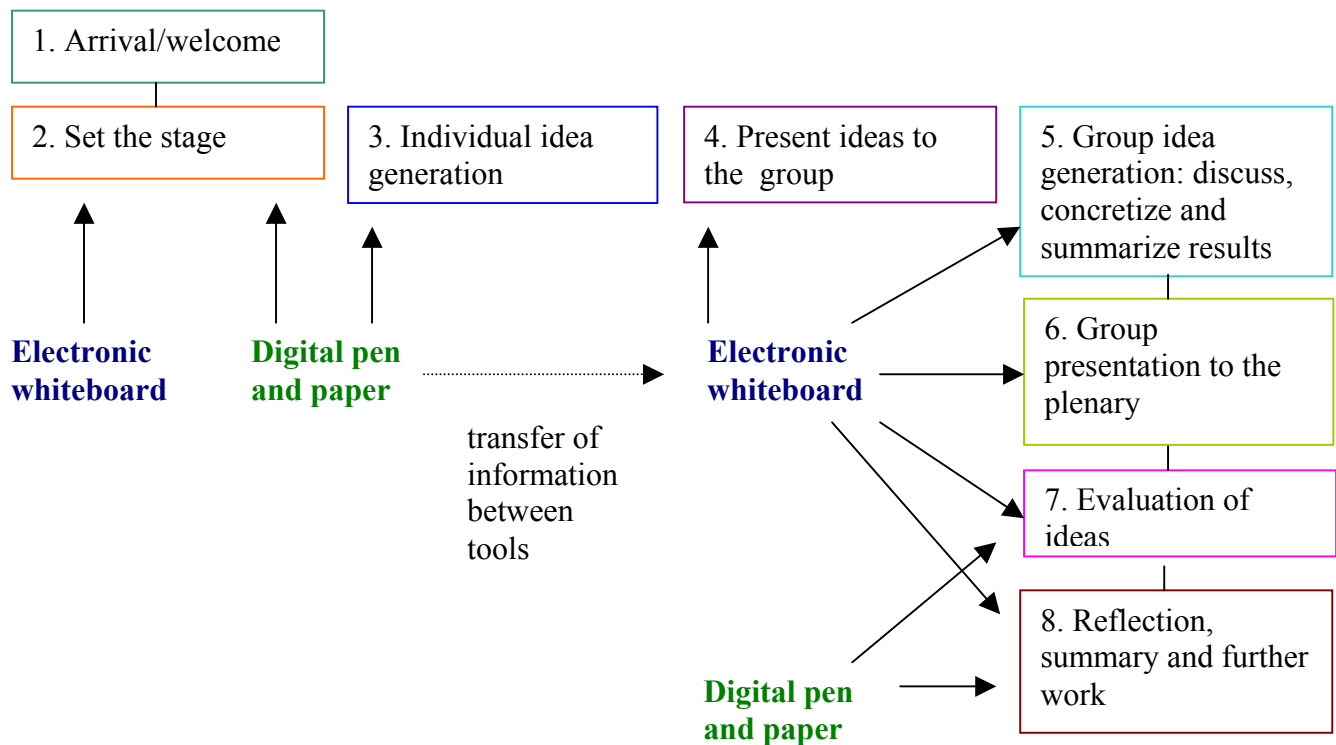 1. Arrival/welcome
2. Set the stage
3. Individual idea
generation
4. Present ideas to
the group
5. Group idea
generation: discuss,
concretize and
summarize results
Electronic
whiteboard
Digital pen
and paper
transfer of
information
between
tools
Electronic
whiteboard
6. Group
presentation to the
plenary
7. Evaluation of
ideas
8. Reflection,
summary and further
work
Digital pen
and paper